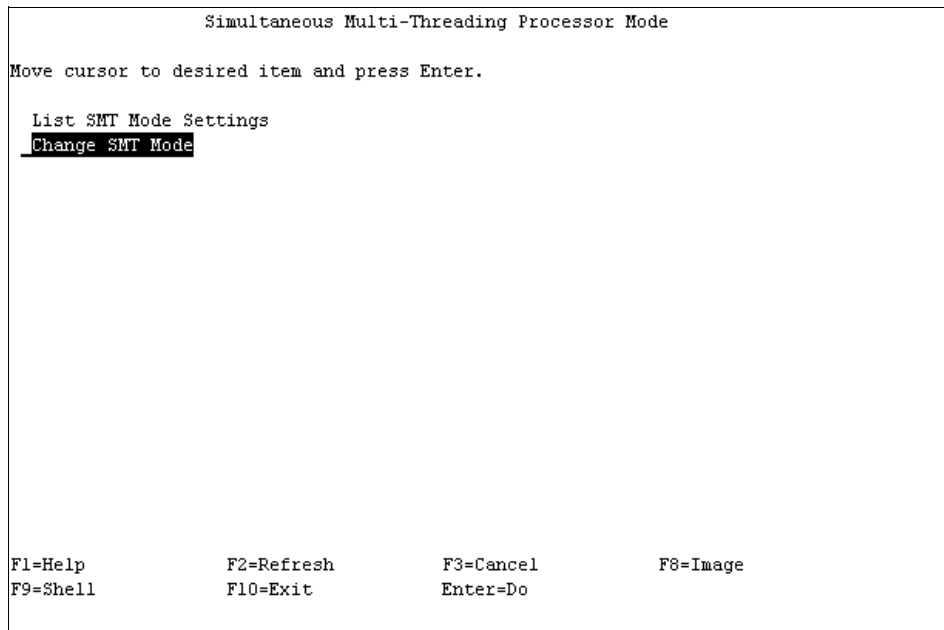 Simultaneous Multi-Threading Processor Mode
Move cursor to desired item and press Enter.
List SMT Mode Settings
Change SMT Mode
F1=Help F2=Refresh F3=Cancel F8=Image
F9=Shell F10=Exit Enter=Do